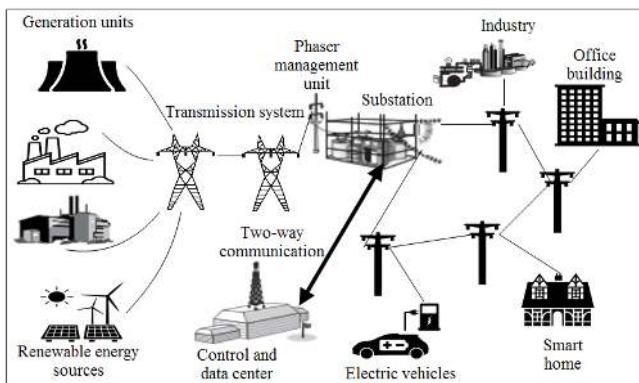 Generation units
Phaser
management
unit
Industry
Office
building
Transmission system
Substation
Two-way
communication
Renewable energy
sources
Control and
data center
Electric vehicles
Smart
home